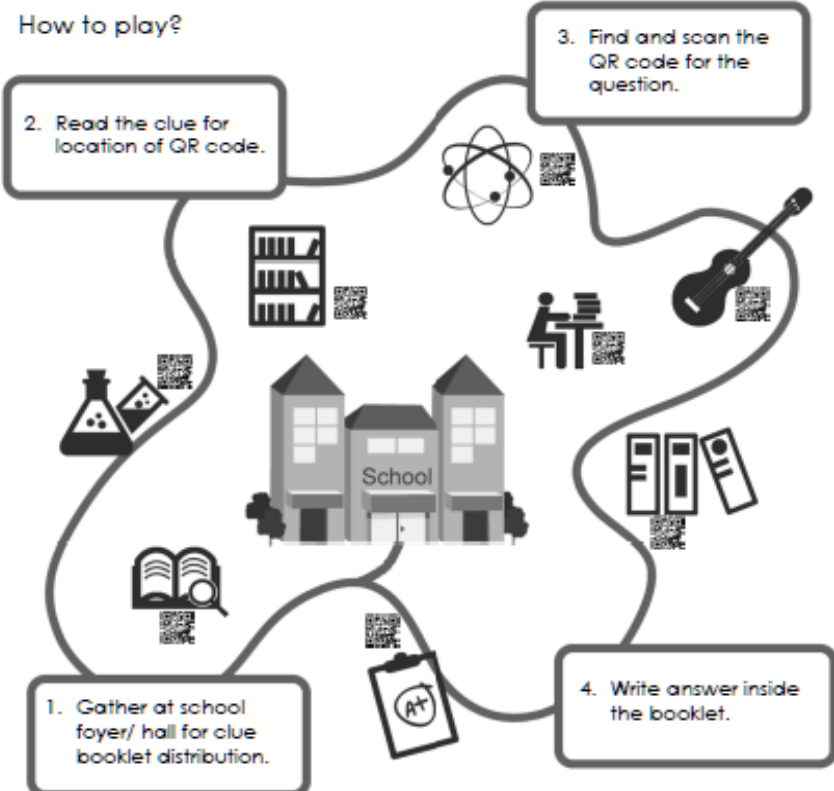 How to play?
1. Gather at school
foyer/ hall for clue
booklet distribution.
2. Read the clue for
location of QR code.
3. Find and scan the
QR code for the
question.
4. Write answer inside
the booklet.
School
A+